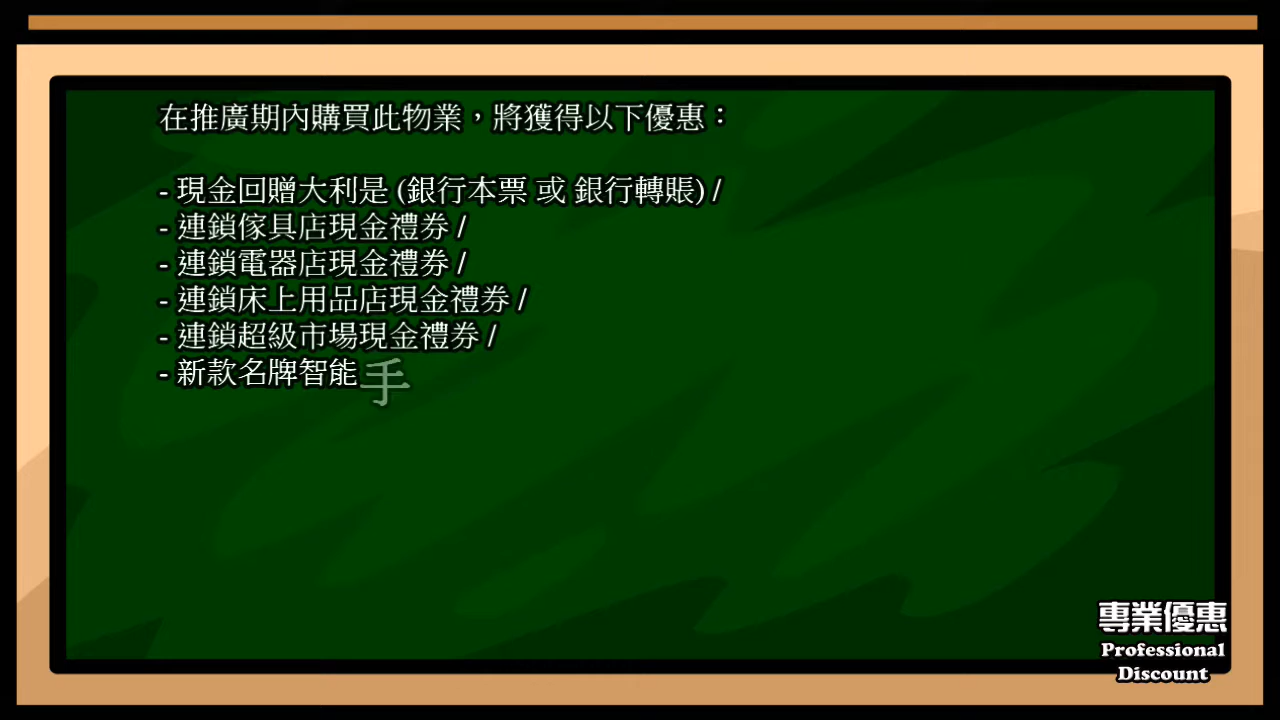 在推廣期內購買此物業，將獲得以下優惠：
- 現金回贈大利是 (銀行本票 或 銀行轉賬) /
- 連鎖傢具店現金禮券 /
- 連鎖電器店現金禮券 /
- 連鎖床上用品店現金禮券 /
- 連鎖超級市場現金禮券 /
- 新款名牌智能手
專業優惠
Professional
Discount